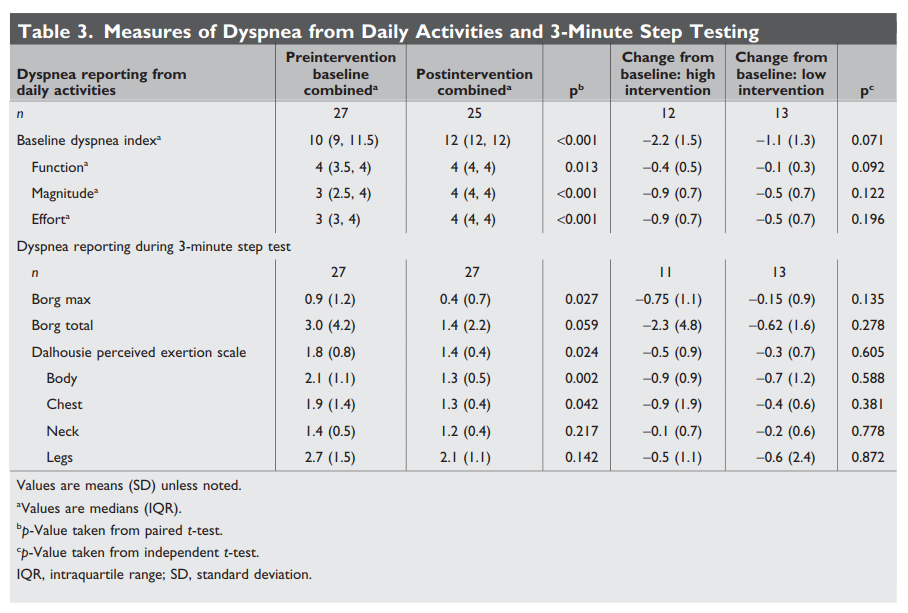 Table 3. Measures of Dyspnea from Daily Activities and 3-Minute Step Testing
Dyspnea reporting from daily activities | Preintervention baseline combinedᵃ | Postintervention combinedᵃ | pᵇ | Change from baseline: high intervention | Change from baseline: low intervention | pᶜ
n 27 25 12 13
Baseline dyspnea indexᵃ 10 (9, 11.5) 12 (12, 12) <0.001 −2.2 (1.5) −1.1 (1.3) 0.071
Functionᵃ 4 (3.5, 4) 4 (4, 4) 0.013 −0.4 (0.5) −0.1 (0.3) 0.092
Magnitudeᵃ 3 (2.5, 4) 4 (4, 4) <0.001 −0.9 (0.7) −0.5 (0.7) 0.122
Effortᵃ 3 (3, 4) 4 (4, 4) <0.001 −0.9 (0.7) −0.5 (0.7) 0.196
Dyspnea reporting during 3-minute step test
n 27 27 11 13
Borg max 0.9 (1.2) 0.4 (0.7) 0.027 −0.75 (1.1) −0.15 (0.9) 0.135
Borg total 3.0 (4.2) 1.4 (2.2) 0.059 −2.3 (4.8) −0.62 (1.6) 0.278
Dalhousie perceived exertion scale 1.8 (0.8) 1.4 (0.4) 0.024 −0.5 (0.9) −0.3 (0.7) 0.605
Body 2.1 (1.1) 1.3 (0.5) 0.002 −0.9 (0.9) −0.7 (1.2) 0.588
Chest 1.9 (1.4) 1.3 (0.4) 0.042 −0.9 (1.9) −0.4 (0.6) 0.381
Neck 1.4 (0.5) 1.2 (0.4) 0.217 −0.1 (0.7) −0.2 (0.6) 0.778
Legs 2.7 (1.5) 2.1 (1.1) 0.142 −0.5 (1.1) −0.6 (2.4) 0.872
Values are means (SD) unless noted.
ᵃValues are medians (IQR).
ᵇp-Value taken from paired t-test.
ᶜp-Value taken from independent t-test.
IQR, intraquartile range; SD, standard deviation.